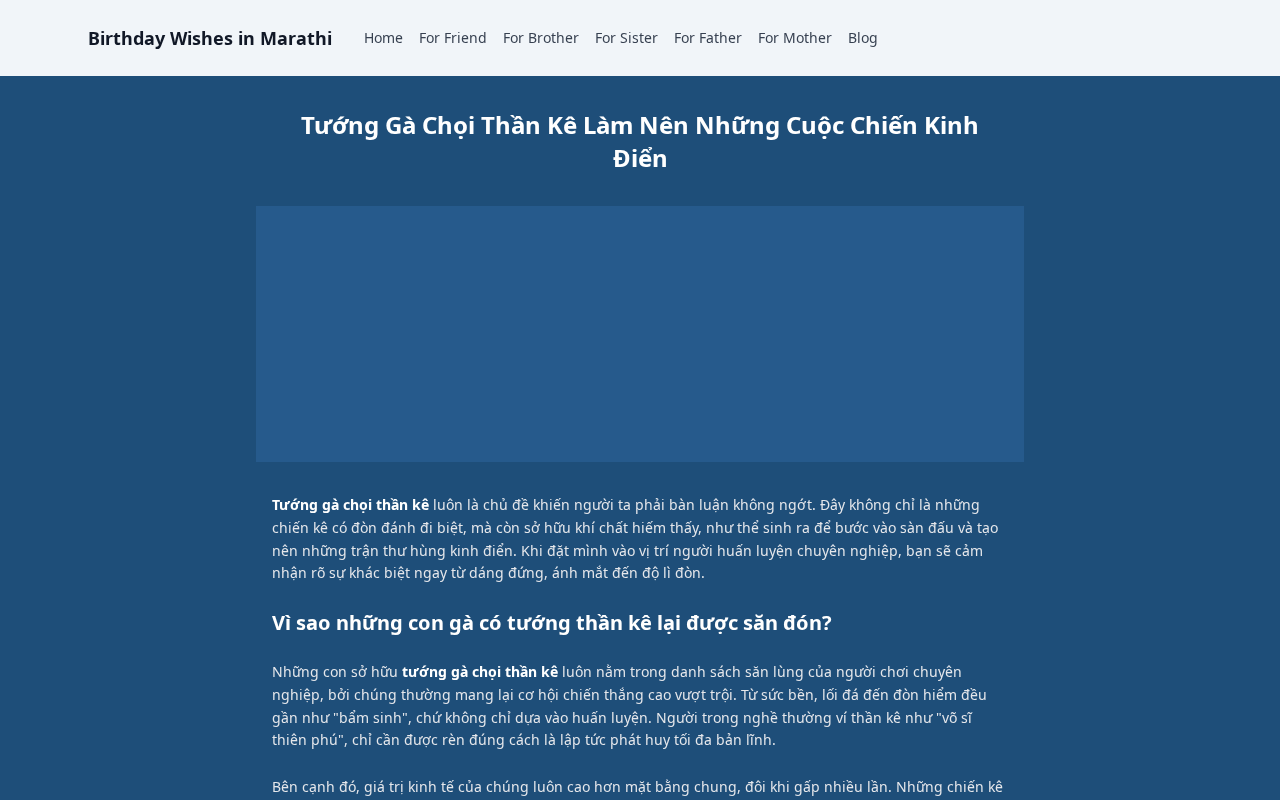 Birthday Wishes in Marathi
Home For Friend For Brother For Sister For Father For Mother Blog
Tướng Gà Chọi Thần Kê Làm Nên Những Cuộc Chiến Kinh
Điển
Tướng gà chọi thần kê luôn là chủ đề khiến người ta phải bàn luận không ngớt. Đây không chỉ là những
chiến kê có đòn đánh đi biệt, mà còn sở hữu khí chất hiếm thấy, như thể sinh ra để bước vào sàn đấu và tạo
nên những trận thư hùng kinh điển. Khi đặt mình vào vị trí người huấn luyện chuyên nghiệp, bạn sẽ cảm
nhận rõ sự khác biệt ngay từ dáng đứng, ánh mắt đến độ lì đòn.
Vì sao những con gà có tướng thần kê lại được săn đón?
Những con sở hữu tướng gà chọi thần kê luôn nằm trong danh sách săn lùng của người chơi chuyên
nghiệp, bởi chúng thường mang lại cơ hội chiến thắng cao vượt trội. Từ sức bền, lối đá đến đòn hiểm đều
gần như "bẩm sinh", chứ không chỉ dựa vào huấn luyện. Người trong nghề thường ví thần kê như "võ sĩ
thiên phú", chỉ cần được rèn đúng cách là lập tức phát huy tối đa bản lĩnh.
Bên cạnh đó, giá trị kinh tế của chúng luôn cao hơn mặt bằng chung, đôi khi gấp nhiều lần. Những chiến kê